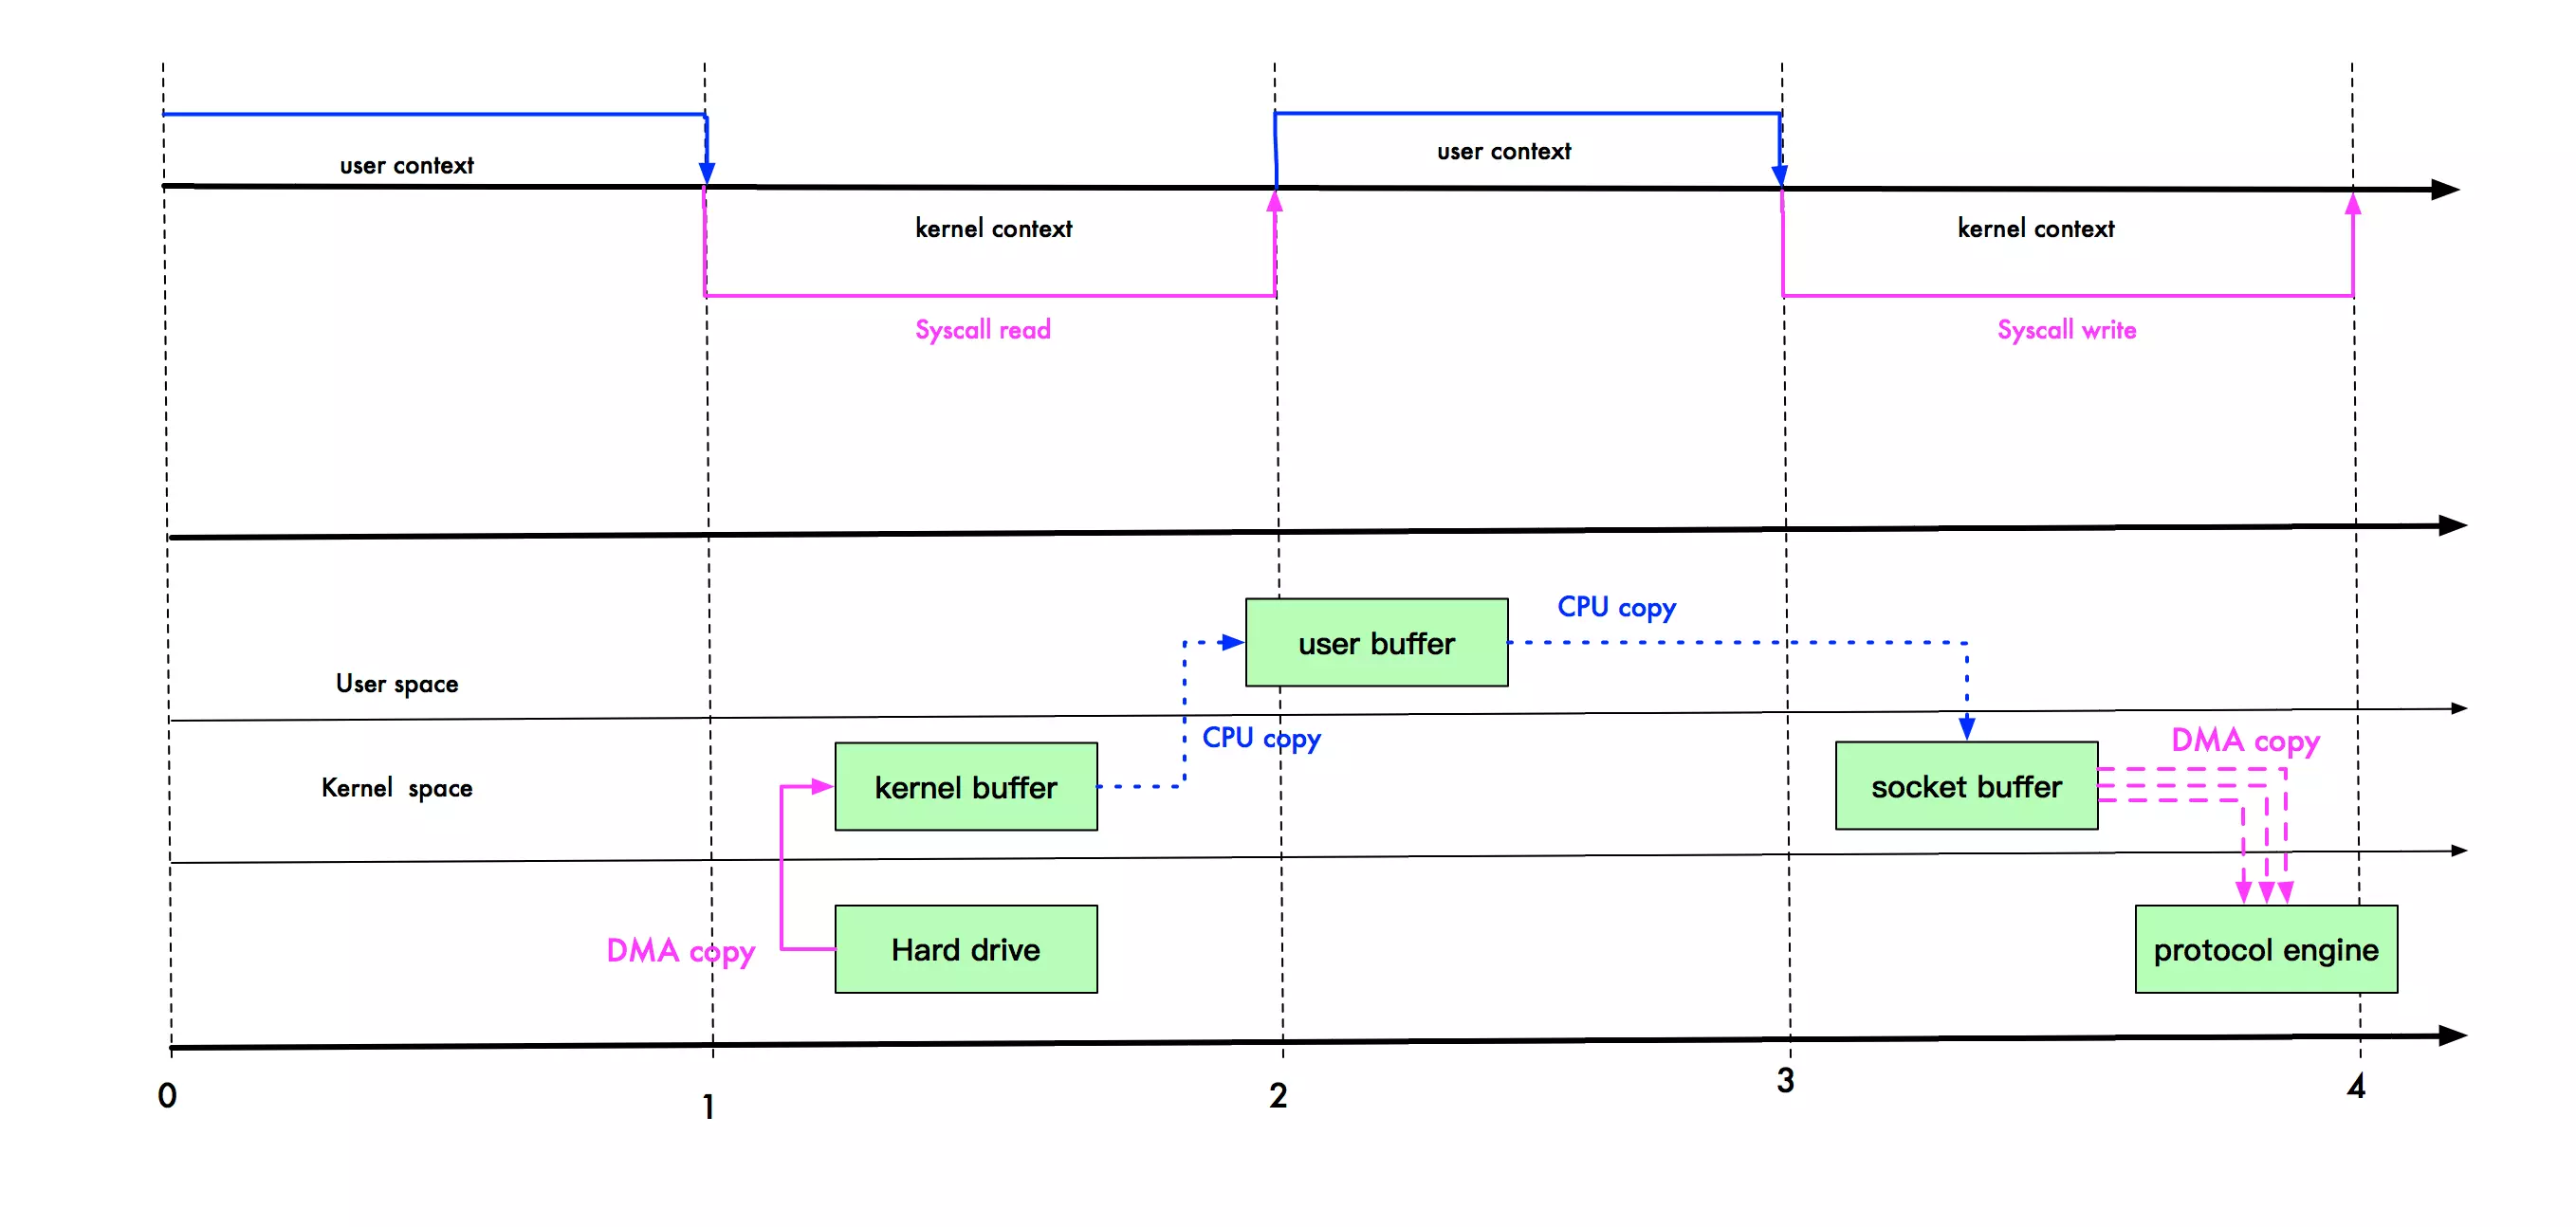 user context
user context
kernel context
kernel context
Syscall read
Syscall write
CPU copy
user buffer
User space
CPU copy
DMA copy
Kernel space
kernel buffer
socket buffer
DMA copy
Hard drive
protocol engine
0
1
2
3
4